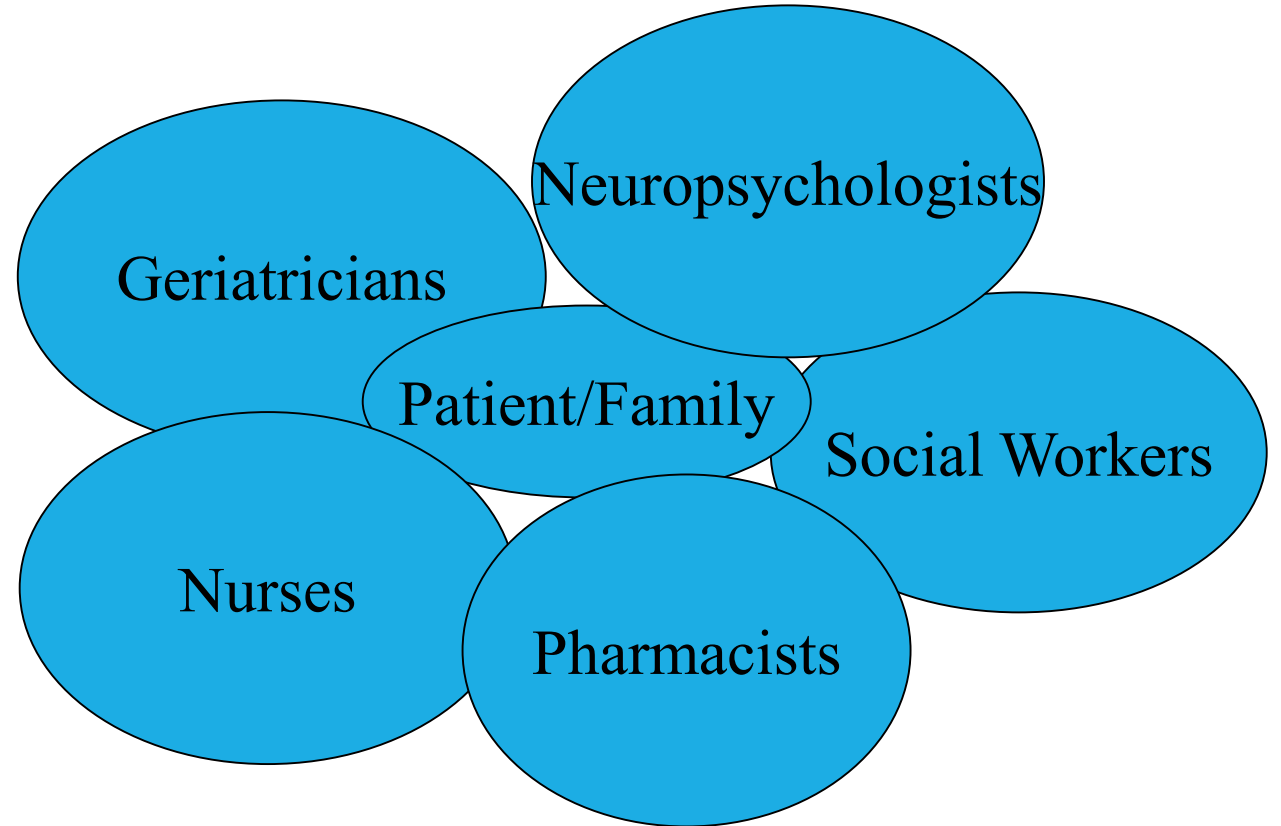 Neuropsychologists
Geriatricians
Patient/Family
Social Workers
Nurses
Pharmacists